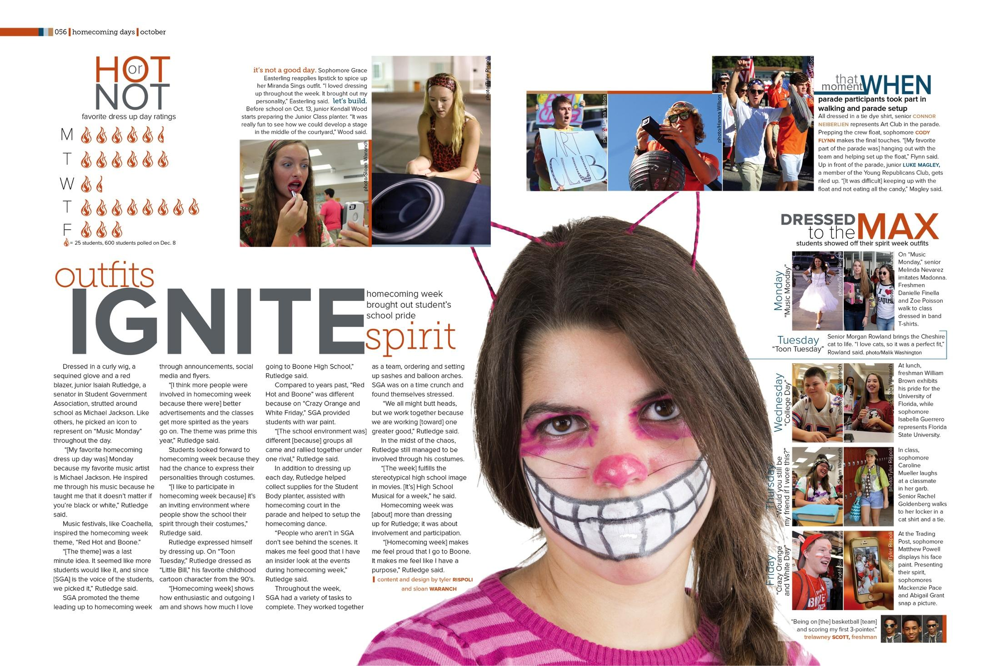 056 | homecoming days | october
HOT
or
NOT
favorite dress up day ratings
M
T
W
T
F
= 25 students, 600 students polled on Dec. 8
it’s not a good day. Sophomore Grace
Easterling reapplies lipstick to spice up
her Miranda Sings outfit. “I loved dressing
up throughout the week. It brought out my
personality,” Easterling said. let’s build.
Before school on Oct. 13, junior Kendall Wood
starts preparing the Junior Class planter. “It was
really fun to see how we could develop a stage
in the middle of the courtyard,” Wood said.
photo/Sloan Waranch
photo/Tyler Rispoli
outfits
IGNITE
homecoming week
brought out student’s
school pride
spirit
Dressed in a curly wig, a
sequined glove and a red
blazer, junior Isaiah Rutledge, a
senator in Student Government
Association, strutted around
school as Michael Jackson. Like
others, he picked an icon to
represent on “Music Monday”
throughout the day.
“[My favorite homecoming
dress up day was] Monday
because my favorite music artist
is Michael Jackson. He inspired
me through his music because he
taught me that it doesn’t matter if
you’re black or white,” Rutledge
said.
Music festivals, like Coachella,
inspired the homecoming week
theme, “Red Hot and Boone.”
“[The theme] was a last
minute idea. It seemed like more
students would like it, and since
[SGA] is the voice of the students,
we picked it,” Rutledge said.
SGA promoted the theme
leading up to homecoming week
through announcements, social
media and flyers.
“[I think more people were
involved in homecoming week
because there were] better
advertisements and the classes
get more spirited as the years
go on. The theme was prime this
year,” Rutledge said.
Students looked forward to
homecoming week because they
had the chance to express their
personalities through costumes.
“[I like to participate in
homecoming week because] it’s
an inviting environment where
people show the school their
spirit through their costumes,”
Rutledge said.
Rutledge expressed himself
by dressing up. On “Toon
Tuesday,” Rutledge dressed as
“Little Bill,” his favorite childhood
cartoon character from the 90’s.
“[Homecoming week] shows
how enthusiastic and outgoing I
am and shows how much I love
going to Boone High School,”
Rutledge said.
Compared to years past, “Red
Hot and Boone” was different
because on “Crazy Orange and
White Friday,” SGA provided
students with war paint.
“[The school environment was]
different [because] groups all
came and rallied together under
one rival,” Rutledge said.
In addition to dressing up
each day, Rutledge helped
collect supplies for the Student
Body planter, assisted with
homecoming court in the
parade and helped to setup the
homecoming dance.
“People who aren’t in SGA
don’t see behind the scenes. It
makes me feel good that I have
an insider look at the events
during homecoming week,”
Rutledge said.
Throughout the week,
SGA had a variety of tasks to
complete. They worked together
as a team, ordering and setting
up sashes and balloon arches.
SGA was on a time crunch and
found themselves stressed.
“We all might butt heads,
but we work together because
we are working [toward] one
greater good,” Rutledge said.
In the midst of the chaos,
Rutledge still managed to be
involved through his costumes.
“[The week] fulfills the
stereotypical high school image
in movies. [It’s] High School
Musical for a week,” he said.
Homecoming week was
[about] more than dressing
up for Rutledge; it was about
involvement and participation.
“[Homecoming week] makes
me feel proud that I go to Boone.
It makes me feel like I have a
purpose,” Rutledge said.
content and design by tyler RISPOLI
and sloan WARANCH
ART
CLUB
photo/Hanna Wilson
photo/Hanna Wilson
that
moment WHEN
parade participants took part in
walking and parade setup
All dressed in a tie dye shirt, senior CONNOR
NEIBERLIEN represents Art Club in the parade.
Prepping the crew float, sophomore CODY
FLYNN makes the final touches. “[My favorite
part of the parade was] hanging out with the
team and helping set up the float,” Flynn said.
Up in front of the parade, junior LUKE MAGLEY,
a member of the Young Republicans Club, gets
riled up. “[It was difficult] keeping up with the
float and not eating all the candy,” Magley said.
DRESSED
to the MAX
students showed off their spirit week outfits
Monday
“Music Monday”
photo/Tyler Rispoli
I
THE
BEATLES
On “Music
Monday,” senior
Melinda Nevarez
imitates Madonna.
Freshmen
Danielle Finella
and Zoe Poisson
walk to class
dressed in band
T-shirts.
Tuesday
“Toon Tuesday”
Senior Morgan Rowland brings the Cheshire
cat to life. “I love cats, so it was a perfect fit,”
Rowland said. photo/Malik Washington
Wednesday
“College Day”
photo/Sloan Waranch
photo/Sloan Waranch
At lunch,
freshman William
Brown exhibits
his pride for the
University of
Florida, while
sophomore
Isabella Guerrero
represents Florida
State University.
Thursday
“Would you still be
my friend if I wore this?”
photo/Sloan Waranch
photo/Tyler Rispoli
In class,
sophomore
Caroline
Mueller laughs
at a classmate
in her garb.
Senior Rachel
Goldenberg walks
to her locker in a
cat shirt and a tie.
Friday
“Crazy Orange
and White Day”
photo/Sloan Waranch
photo/Tyler Rispoli
At the Trading
Post, sophomore
Matthew Powell
displays his face
paint. Presenting
their spirit,
sophomores
Mackenzie Pace
and Abigail Grant
snap a picture.
“Being on [the] basketball [team]
and scoring my first 3-pointer.”
trelawney SCOTT, freshman